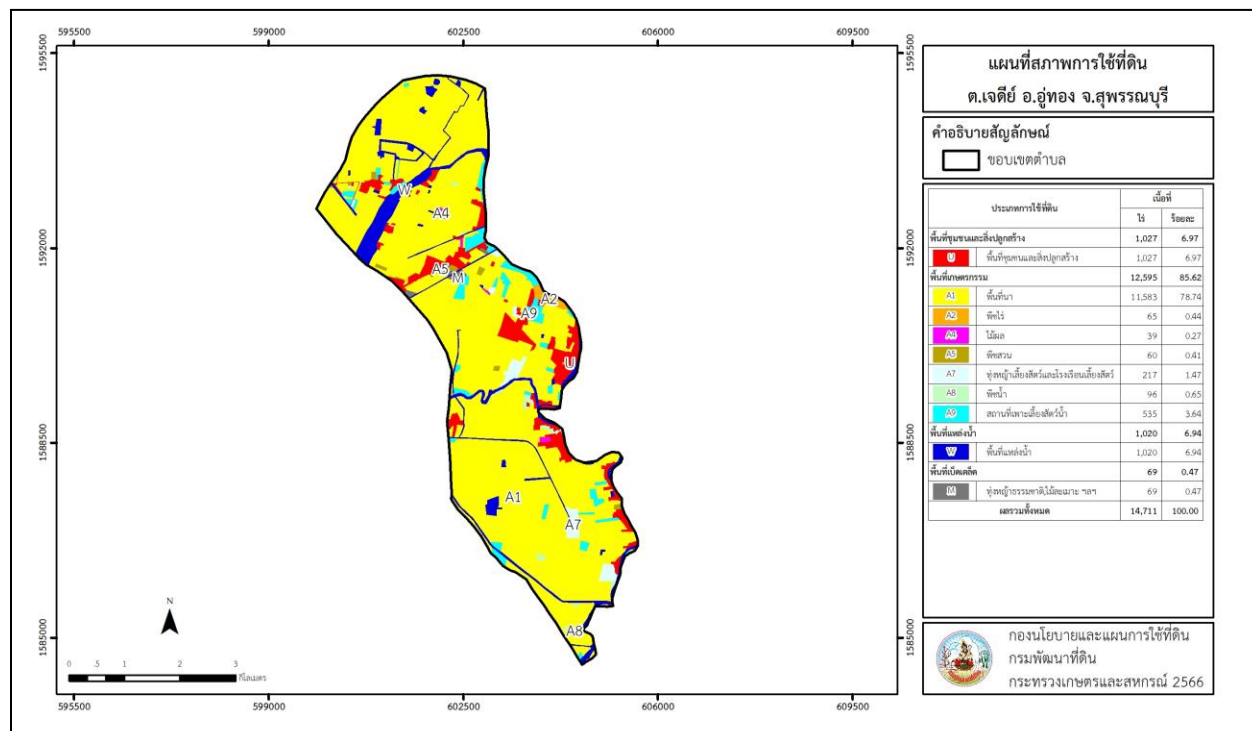 595500 599000 602500 606000 609500
1595500 1595500
1592000 1592000
1588500 1588500
1585000 1585000
W
A4
A5
M
A2
A9
U
A1
A7
A8
N
0 .5 1 2 3
กิโลเมตร
595500 599000 602500 606000 609500
แผนที่สภาพการใช้ที่ดิน
ต.เจดีย์ อ.อู่ทอง จ.สุพรรณบุรี
คำอธิบายสัญลักษณ์
ขอบเขตตำบล
ประเภทการใช้ที่ดิน เนื้อที่
ไร่ ร้อยละ
พื้นที่ชุมชนและสิ่งปลูกสร้าง 1,027 6.97
U พื้นที่ชุมชนและสิ่งปลูกสร้าง 1,027 6.97
พื้นที่เกษตรกรรม 12,595 85.62
A1 พื้นที่นา 11,583 78.74
A2 พืชไร่ 65 0.44
A4 ไม้ผล 39 0.27
A5 พืชสวน 60 0.41
A7 ทุ่งหญ้าเลี้ยงสัตว์และโรงเรือนเลี้ยงสัตว์ 217 1.47
A8 พืชน้ำ 96 0.65
A9 สถานที่เพาะเลี้ยงสัตว์น้ำ 535 3.64
พื้นที่แหล่งน้ำ 1,020 6.94
W พื้นที่แหล่งน้ำ 1,020 6.94
พื้นที่เบ็ดเตล็ด 69 0.47
M ทุ่งหญ้าธรรมชาติ,ไม้ละเมาะ ฯลฯ 69 0.47
ผลรวมทั้งหมด 14,711 100.00
กองนโยบายและแผนการใช้ที่ดิน
กรมพัฒนาที่ดิน
กระทรวงเกษตรและสหกรณ์ 2566